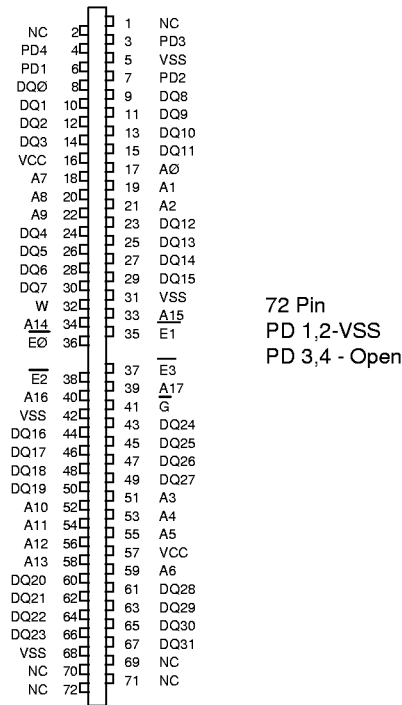 NC 2
PD4 4
PD1 6
DQØ 8
DQ1 10
DQ2 12
DQ3 14
VCC 16
A7 18
A8 20
A9 22
DQ4 24
DQ5 26
DQ6 28
DQ7 30
W 32
A14 34
EØ 36
E2 38
A16 40
VSS 42
DQ16 44
DQ17 46
DQ18 48
DQ19 50
A10 52
A11 54
A12 56
A13 58
DQ20 60
DQ21 62
DQ22 64
DQ23 66
VSS 68
NC 70
NC 72
1 NC
3 PD3
5 VSS
7 PD2
9 DQ8
11 DQ9
13 DQ10
15 DQ11
17 AØ
19 A1
21 A2
23 DQ12
25 DQ13
27 DQ14
29 DQ15
31 VSS
33 A15
35 E1
37 E3
39 A17
41 G
43 DQ24
45 DQ25
47 DQ26
49 DQ27
51 A3
53 A4
55 A5
57 VCC
59 A6
61 DQ28
63 DQ29
65 DQ30
67 DQ31
69 NC
71 NC
72 Pin
PD 1,2-VSS
PD 3,4 - Open